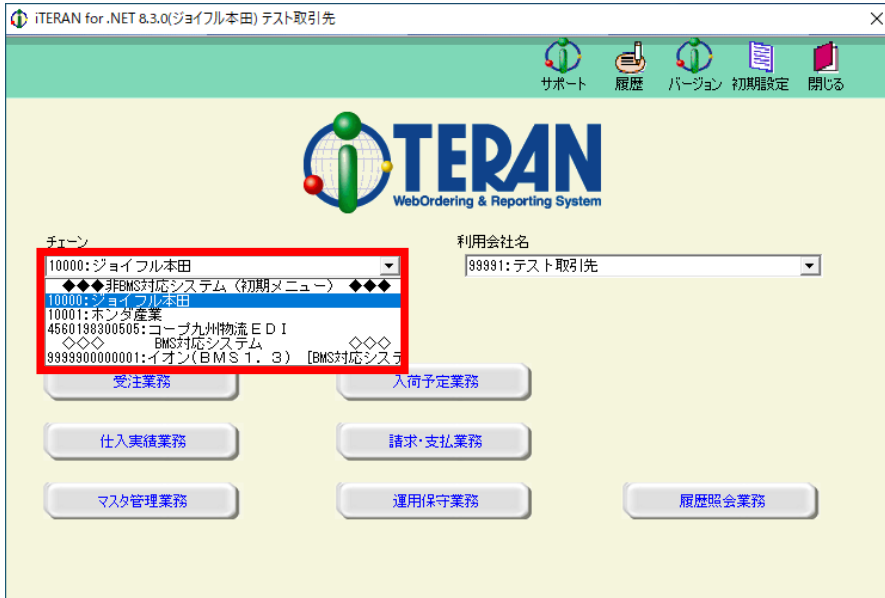 iTERAN for .NET 8.3.0(ジョイフル本田) テスト取引先
サポート 履歴 バージョン 初期設定 閉じる
iTERAN
WebOrdering & Reporting System
チェーン 利用会社名
10000:ジョイフル本田 99991:テスト取引先
◆◆◆非BMS対応システム（初期メニュー） ◆◆◆
10000:ジョイフル本田
10001:ホンダ産業
4560198300505:コープ九州物流ＥＤＩ
◇◇◇ BMS対応システム ◇◇◇
9999900000001:イオン(ＢＭＳ１．３) [BMS対応システ
受注業務 入荷予定業務
仕入実績業務 請求・支払業務
マスタ管理業務 運用保守業務 履歴照会業務